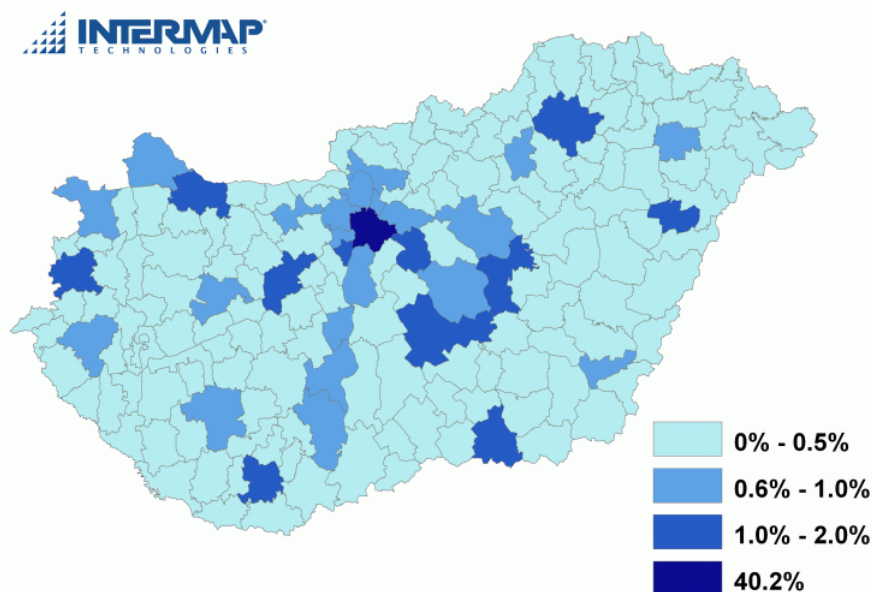 INTERMAP®
TECHNOLOGIES
0% - 0.5%
0.6% - 1.0%
1.0% - 2.0%
40.2%